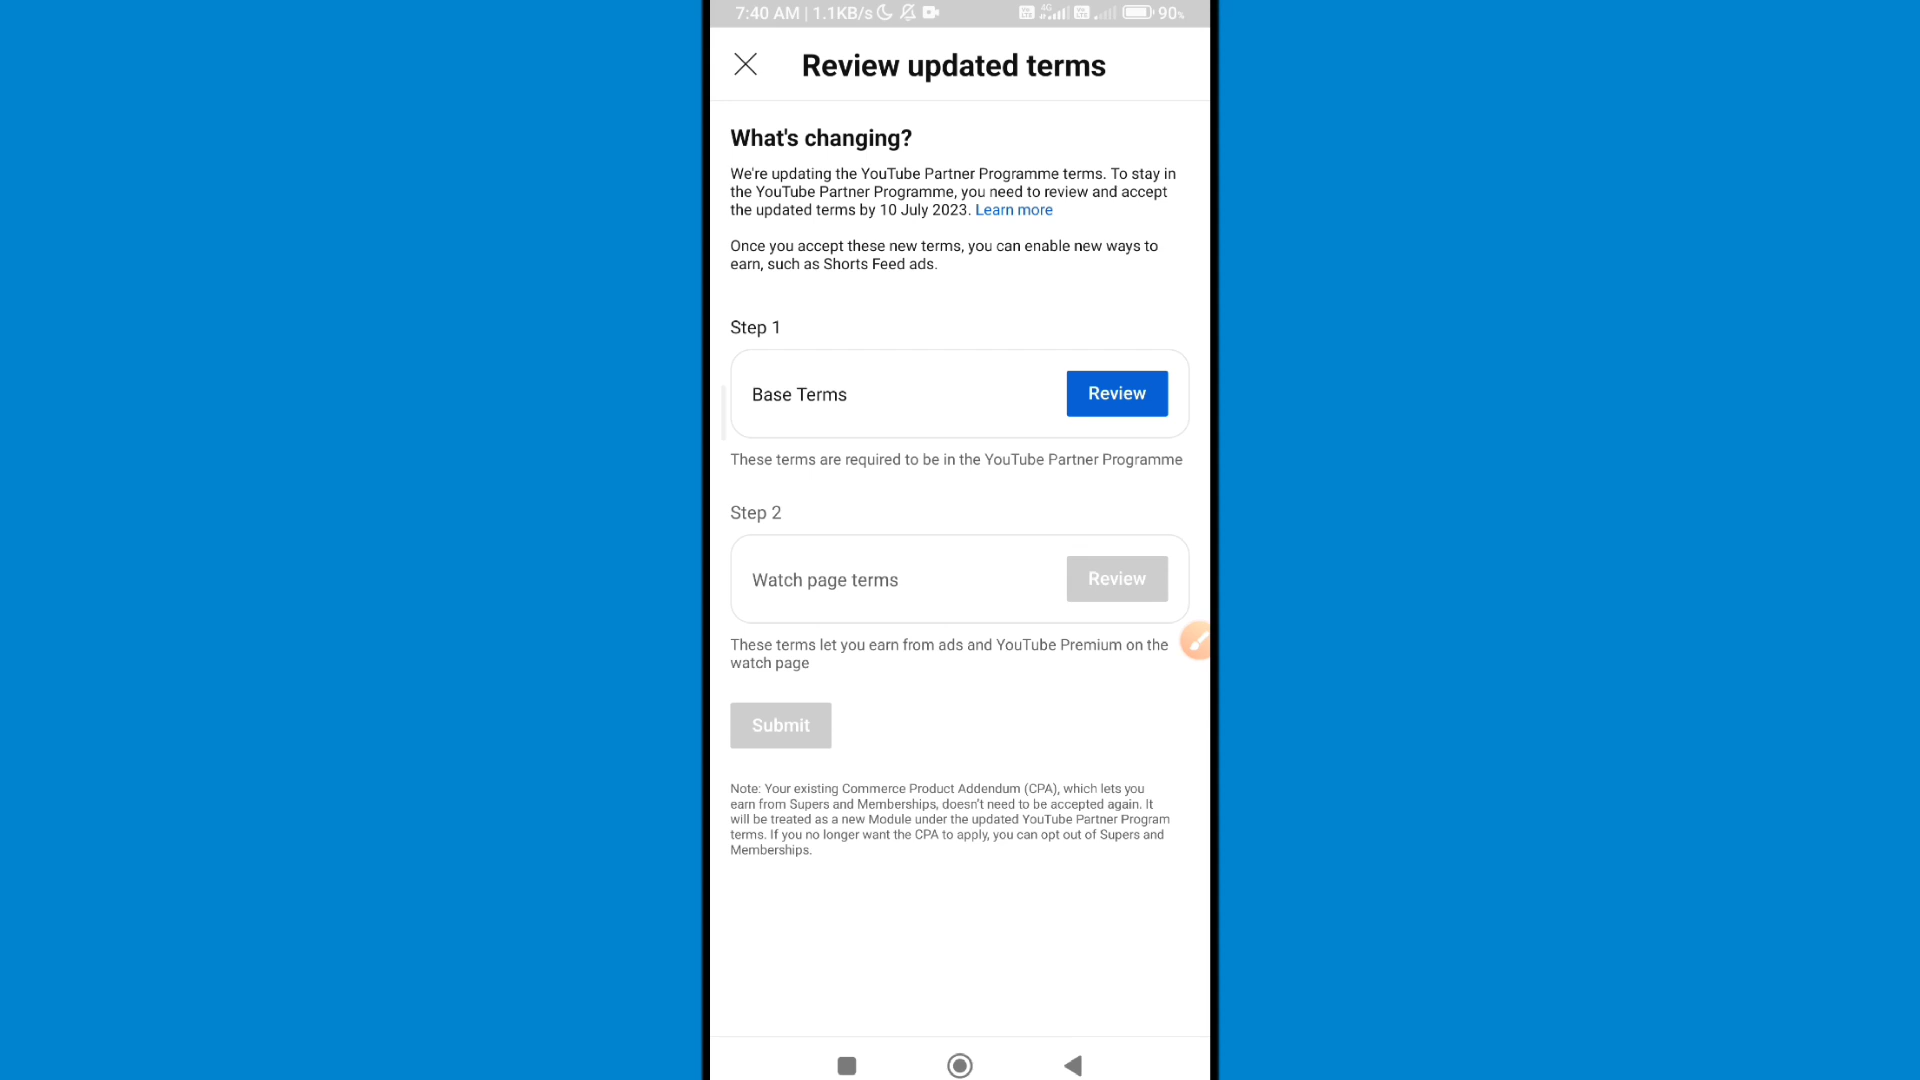 7:40 AM | 1.1KB/s 4G 90%
Review updated terms
What's changing?
We're updating the YouTube Partner Programme terms. To stay in
the YouTube Partner Programme, you need to review and accept
the updated terms by 10 July 2023. Learn more
Once you accept these new terms, you can enable new ways to
earn, such as Shorts Feed ads.
Step 1
Base Terms
Review
These terms are required to be in the YouTube Partner Programme
Step 2
Watch page terms
Review
These terms let you earn from ads and YouTube Premium on the
watch page
Submit
Note: Your existing Commerce Product Addendum (CPA), which lets you
earn from Supers and Memberships, doesn't need to be accepted again. It
will be treated as a new Module under the updated YouTube Partner Program
terms. If you no longer want the CPA to apply, you can opt out of Supers and
Memberships.